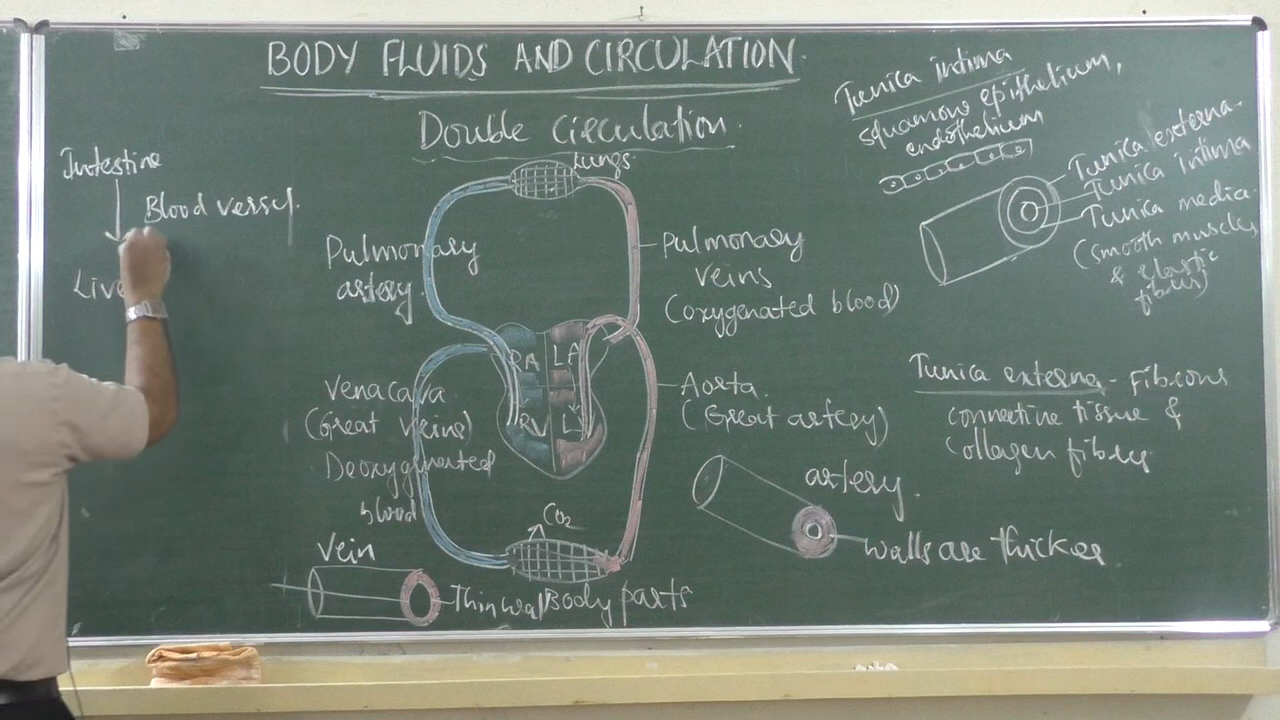 BODY FLUIDS AND CIRCULATION
Double Circulation
Intestine
Blood vessel
Live
lungs
Pulmonary
artery
Pulmonary
veins
(oxygenated blood)
RA
LA
RV
Venacava
(Great veins)
Deoxygenated
blood
Aorta
(Great artery)
CO2
Body parts
Vein
Thin wall
artery
walls are thicker
Tunica intima
squamous epithelium,
endothelium
Tunica externa
Tunica intima
Tunica media
(smooth muscles
& elastic
fibres)
Tunica externa - Fibrous
connective tissue &
Collagen fibres